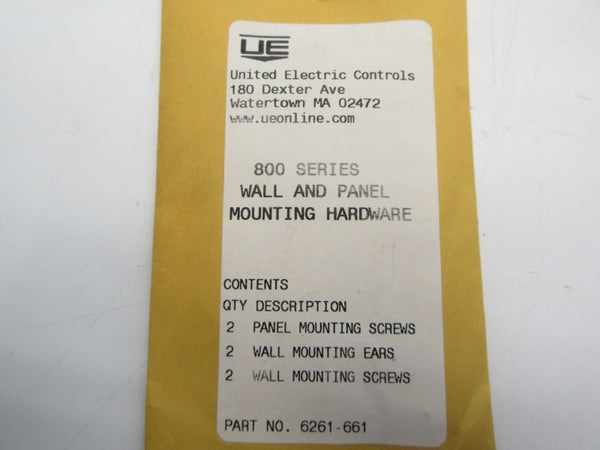 UE
United Electric Controls
180 Dexter Ave
Watertown MA 02472
www.ueonline.com
800 SERIES
WALL AND PANEL
MOUNTING HARDWARE
CONTENTS
QTY DESCRIPTION
2 PANEL MOUNTING SCREWS
2 WALL MOUNTING EARS
2 WALL MOUNTING SCREWS
PART NO. 6261-661